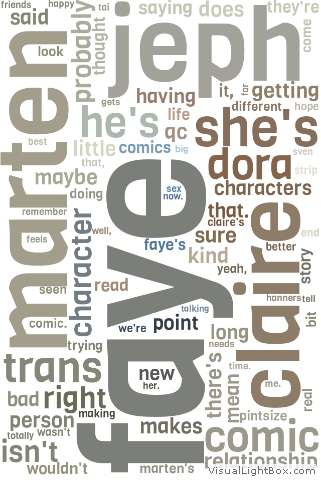 friends happy tai saying does they're
said probably thought jeph come
look
gets having it, far getting
marten he's life different hope
qc she's
best little comics big sven
that, dora strip
maybe sex now. characters
doing
remember character faye that.
claire's end
feels well, faye's sure claire better
kind story
yeah,
seen read hanners tell
talking
comic. we're point long bit
trying needs time.
trans new her. there's mean me. real
bad right pintsize
person making makes comic
totally wasn't
isn't relationship
wouldn't marten's
VisualLightBox.com